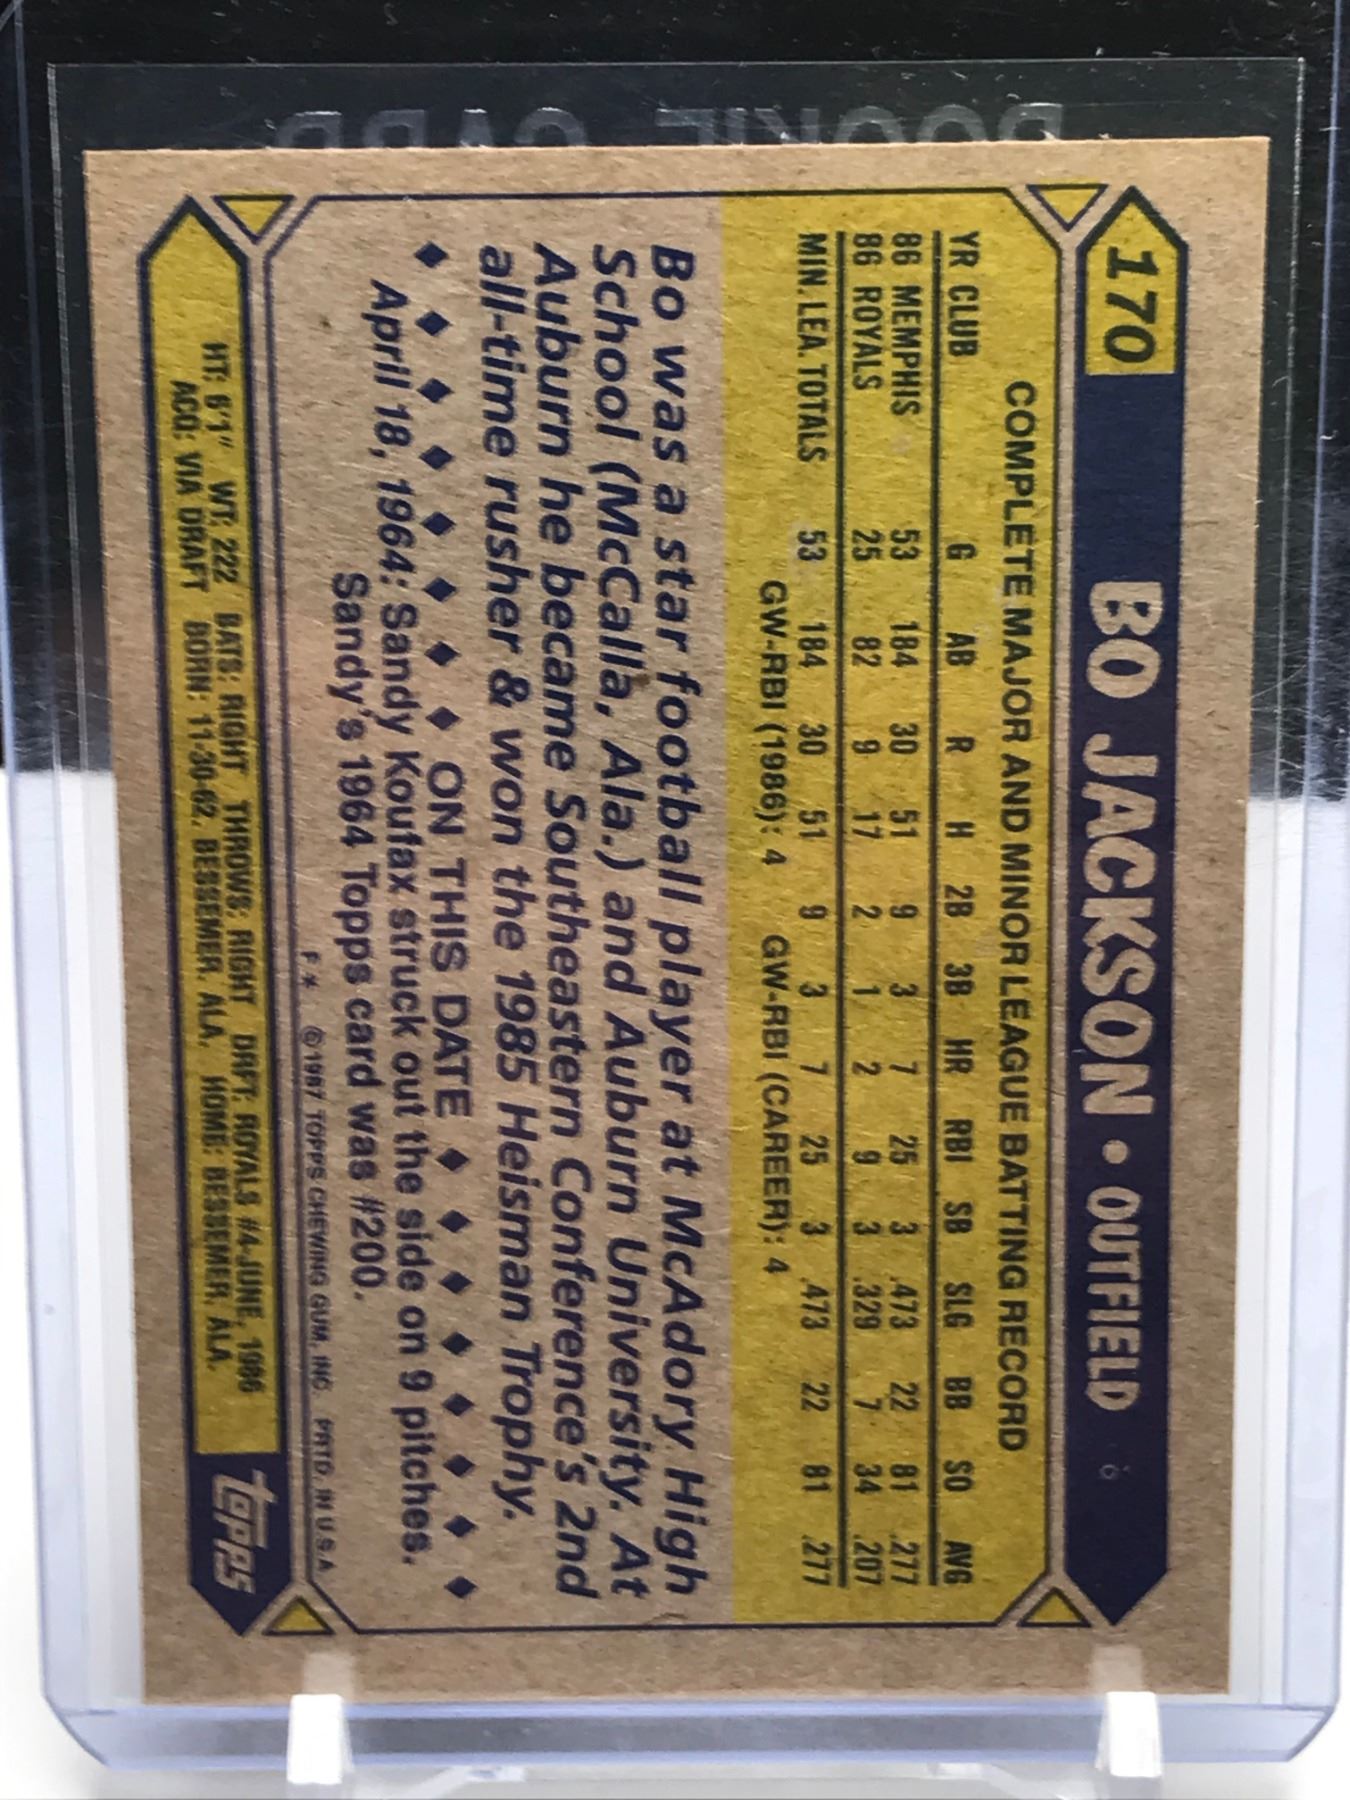 ROOKIE CARD
170 BO JACKSON • OUTFIELD
COMPLETE MAJOR AND MINOR LEAGUE BATTING RECORD
YR CLUB G AB R H 2B 3B HR RBI SB SLG BB SO AVG
86 MEMPHIS 53 184 30 51 9 3 7 25 3 .473 22 81 .277
86 ROYALS 25 82 9 17 2 1 2 9 3 .329 7 34 .207
MIN. LEA. TOTALS 53 184 30 51 9 3 7 25 3 .473 22 81 .277
GW-RBI (1986): 4 GW-RBI (CAREER): 4
Bo was a star football player at McAdory High
School (McCalla, Ala.) and Auburn University. At
Auburn he became Southeastern Conference's 2nd
all-time rusher & won the 1985 Heisman Trophy.
ON THIS DATE
April 18, 1964: Sandy Koufax struck out the side on 9 pitches.
Sandy's 1964 Topps card was #200.
F* ©1987 TOPPS CHEWING GUM, INC. PRTD. IN U.S.A.
HT: 6'1" WT: 222 BATS: RIGHT THROWS: RIGHT DRAFT: ROYALS #4-JUNE, 1986
ACQ: VIA DRAFT BORN: 11-30-62, BESSEMER, ALA. HOME: BESSEMER, ALA.
topps